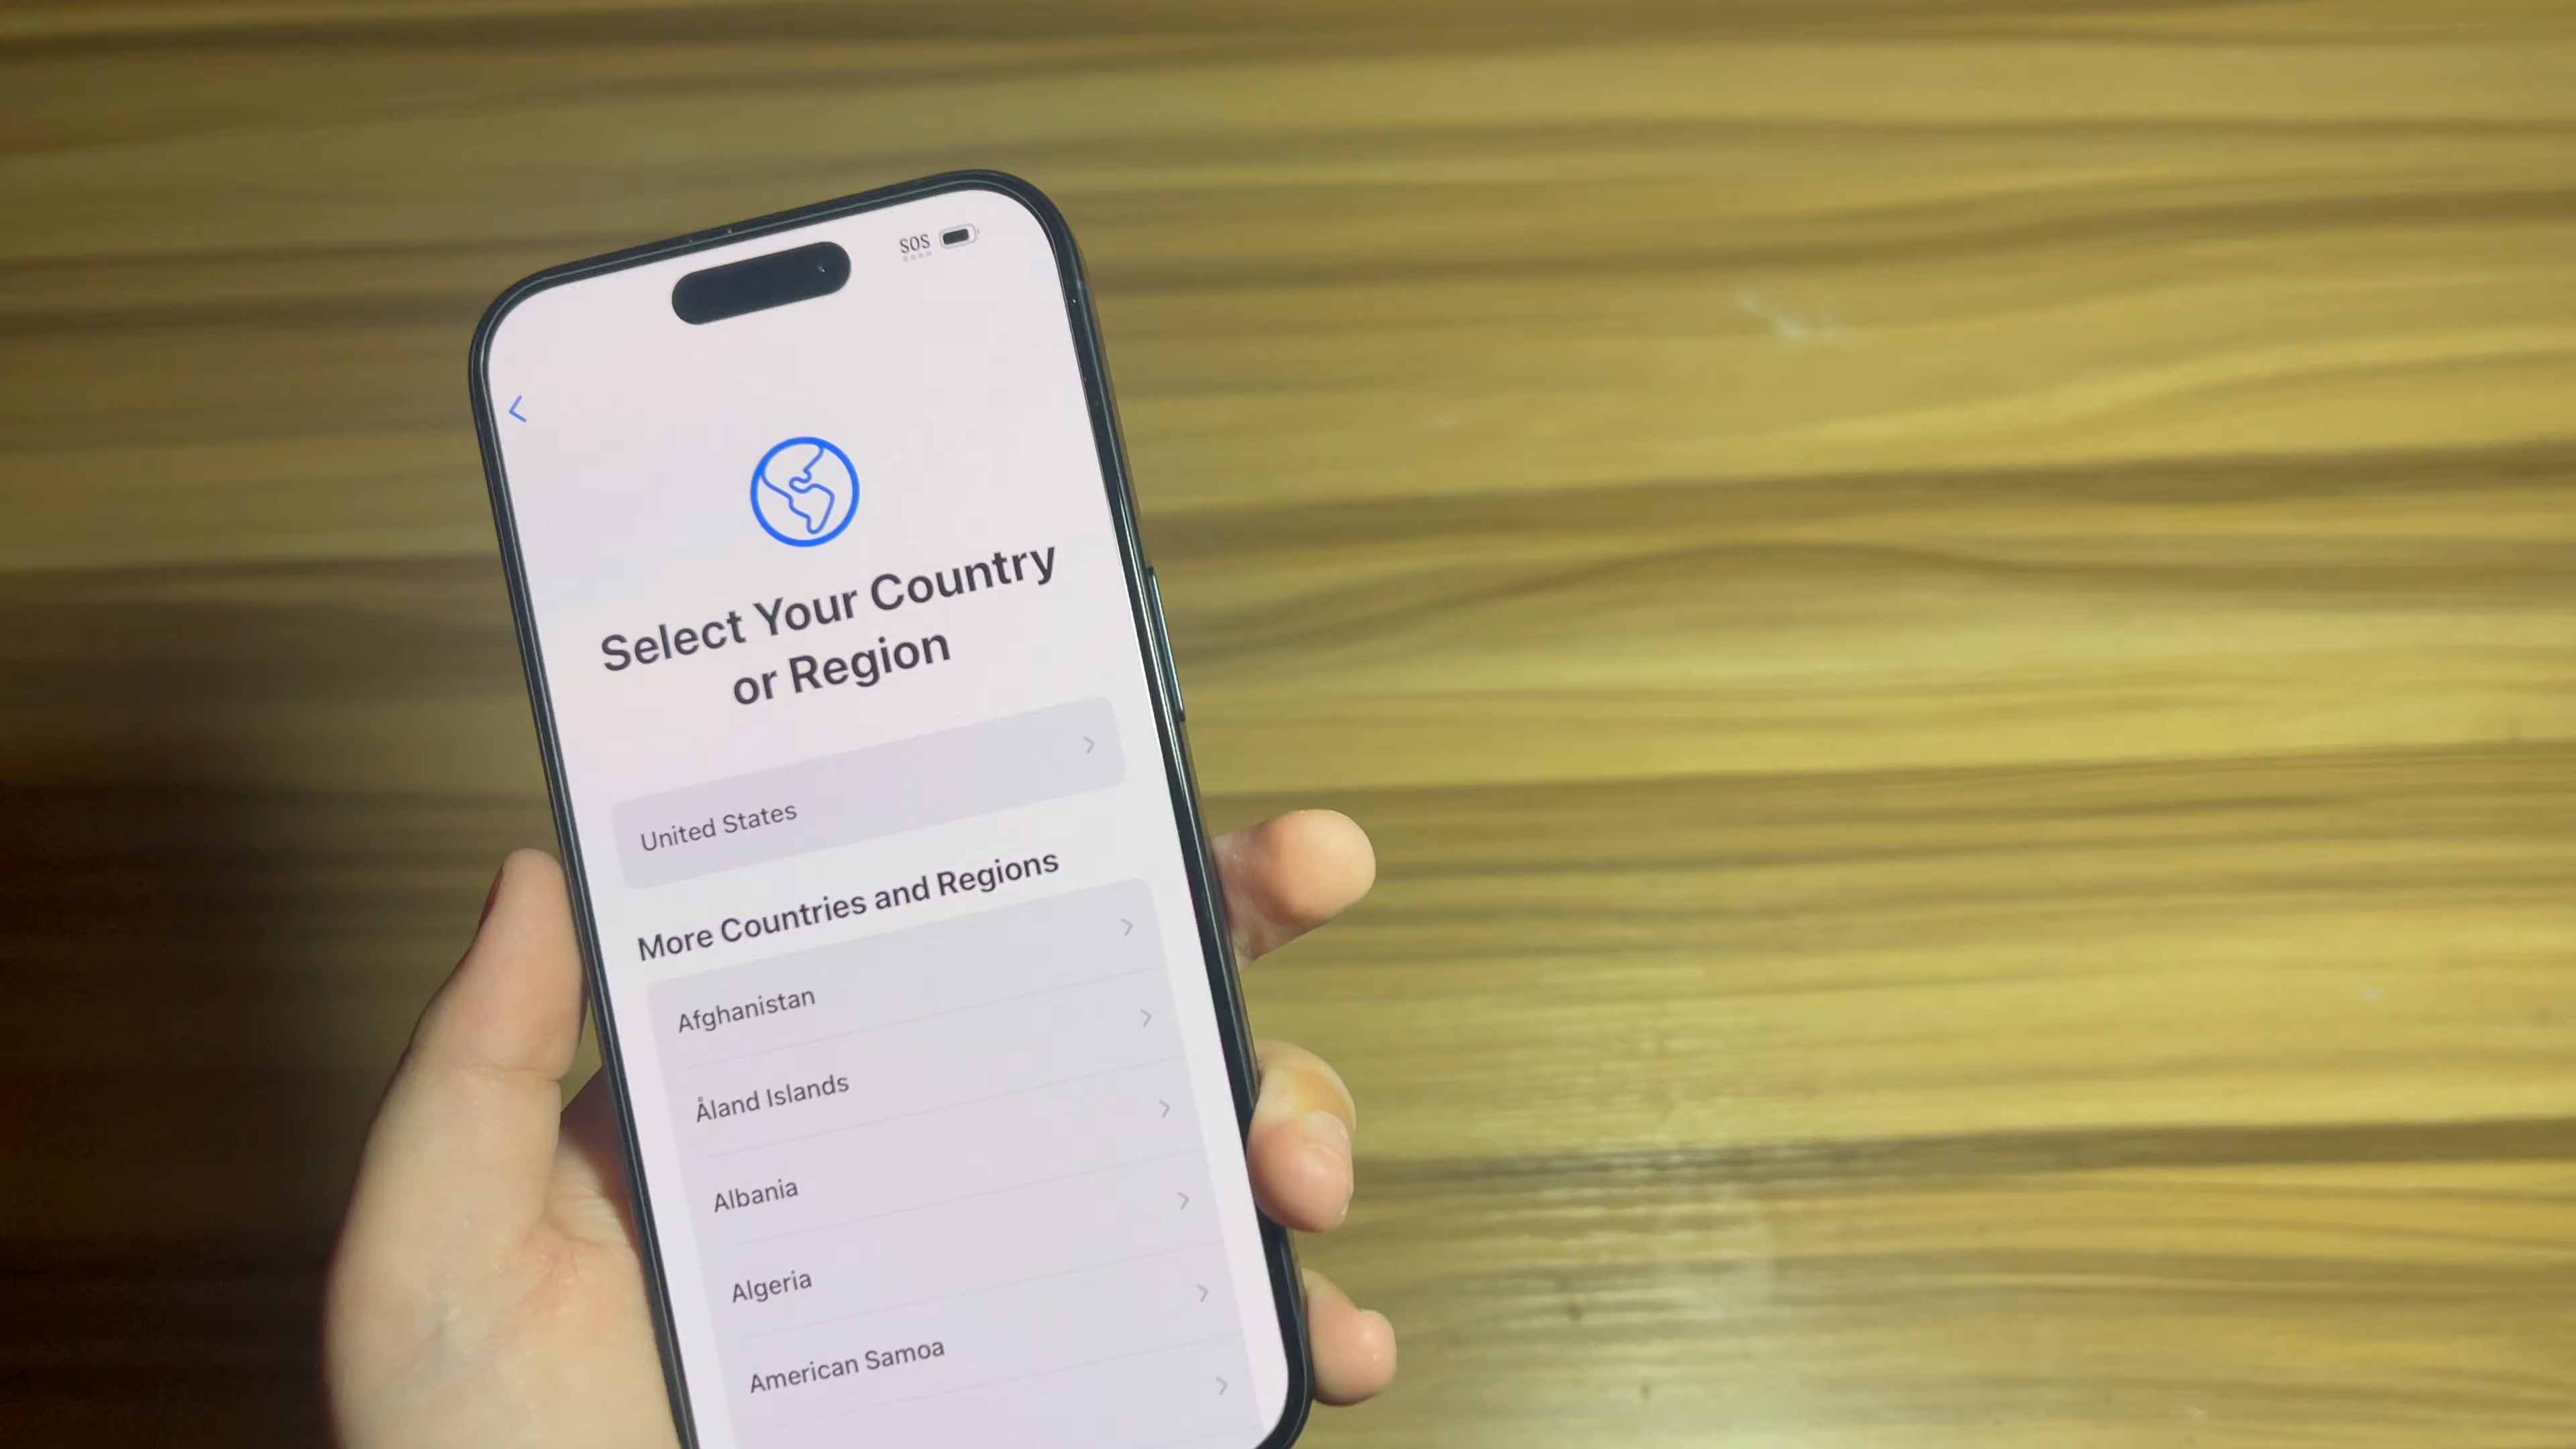 SOS
Select Your Country
or Region
United States
More Countries and Regions
Afghanistan
Åland Islands
Albania
Algeria
American Samoa